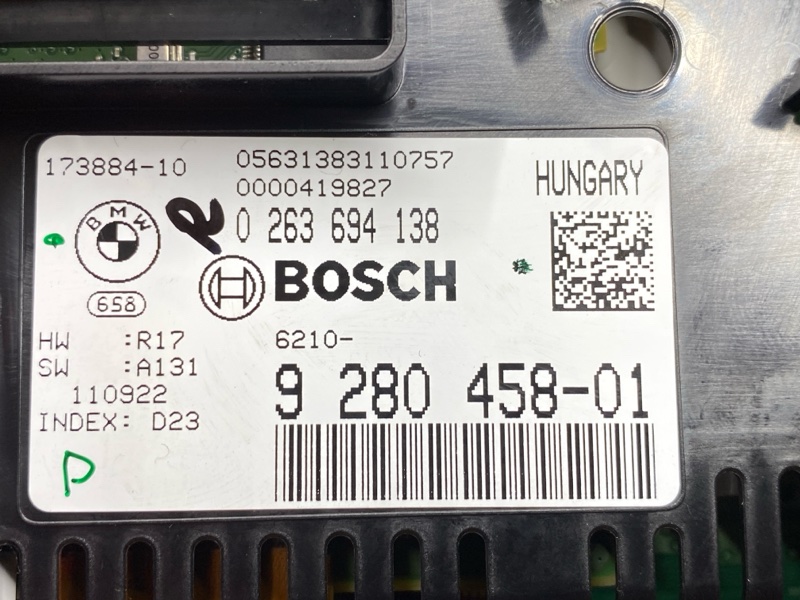 173884-10
05631383110757
0000419827
HUNGARY
R
0 263 694 138
BMW
BOSCH
658
HW :R17
SW :A131
110922
INDEX: D23
6210-
9 280 458-01
P